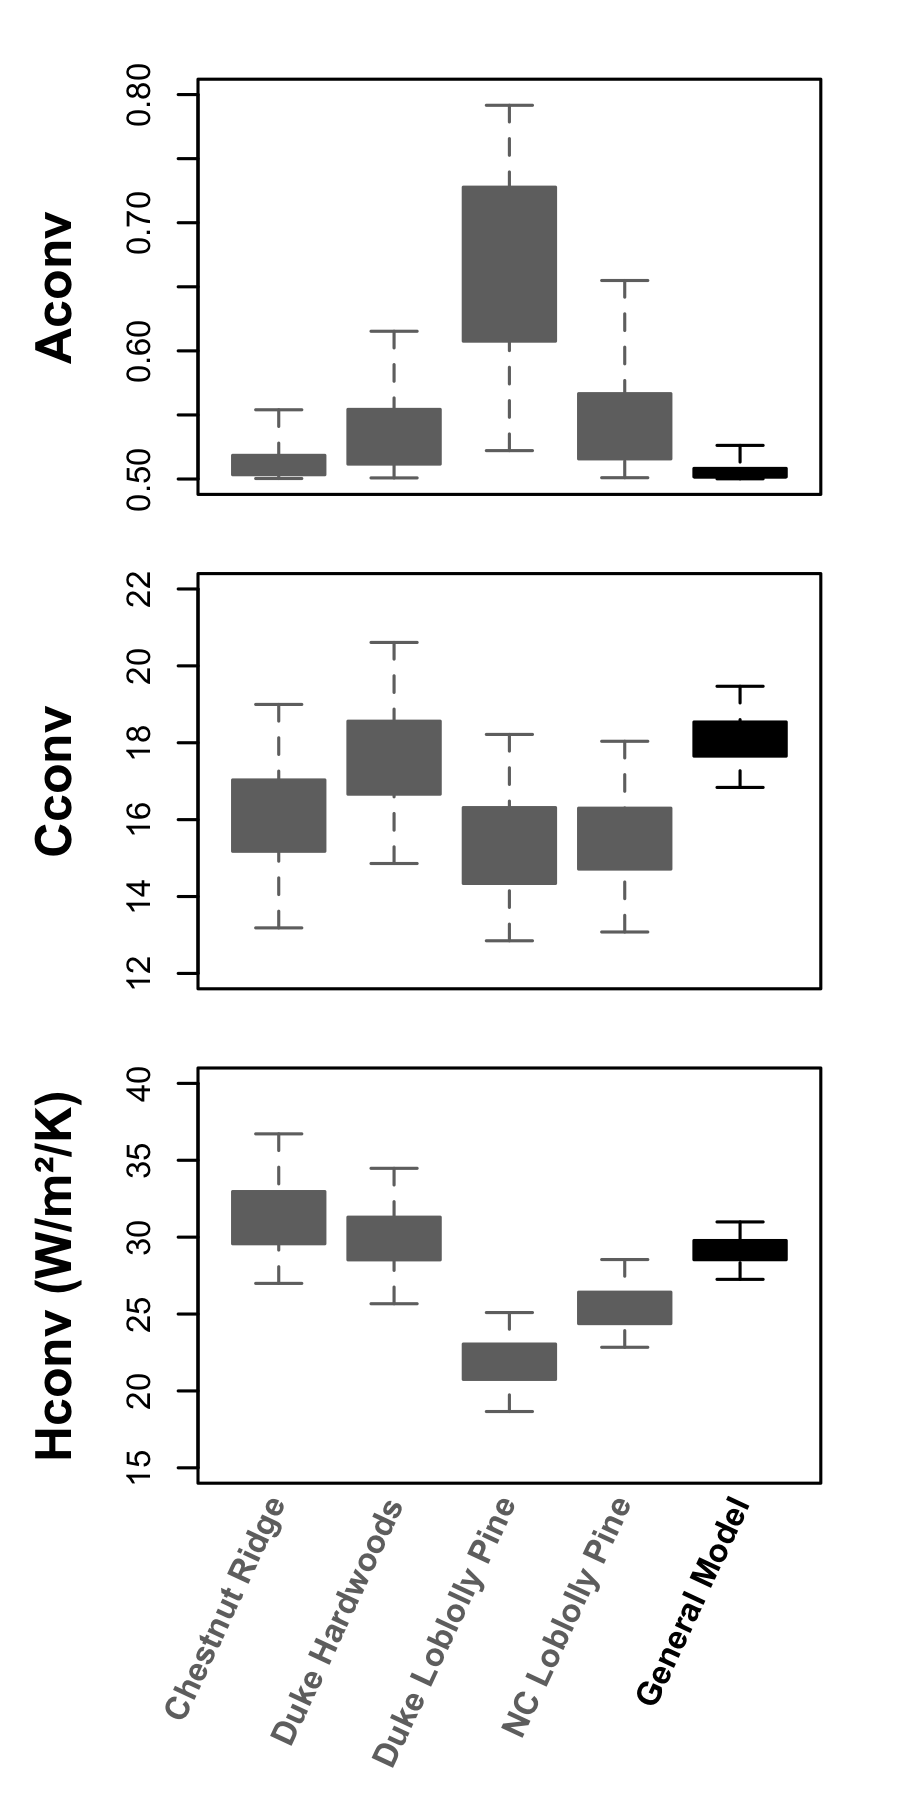 Aconv
0.80
0.70
0.60
0.50
Cconv
22
20
18
16
14
12
Hconv (W/m²/K)
40
35
30
25
20
15
Chestnut Ridge
Duke Hardwoods
Duke Loblolly Pine
NC Loblolly Pine
General Model